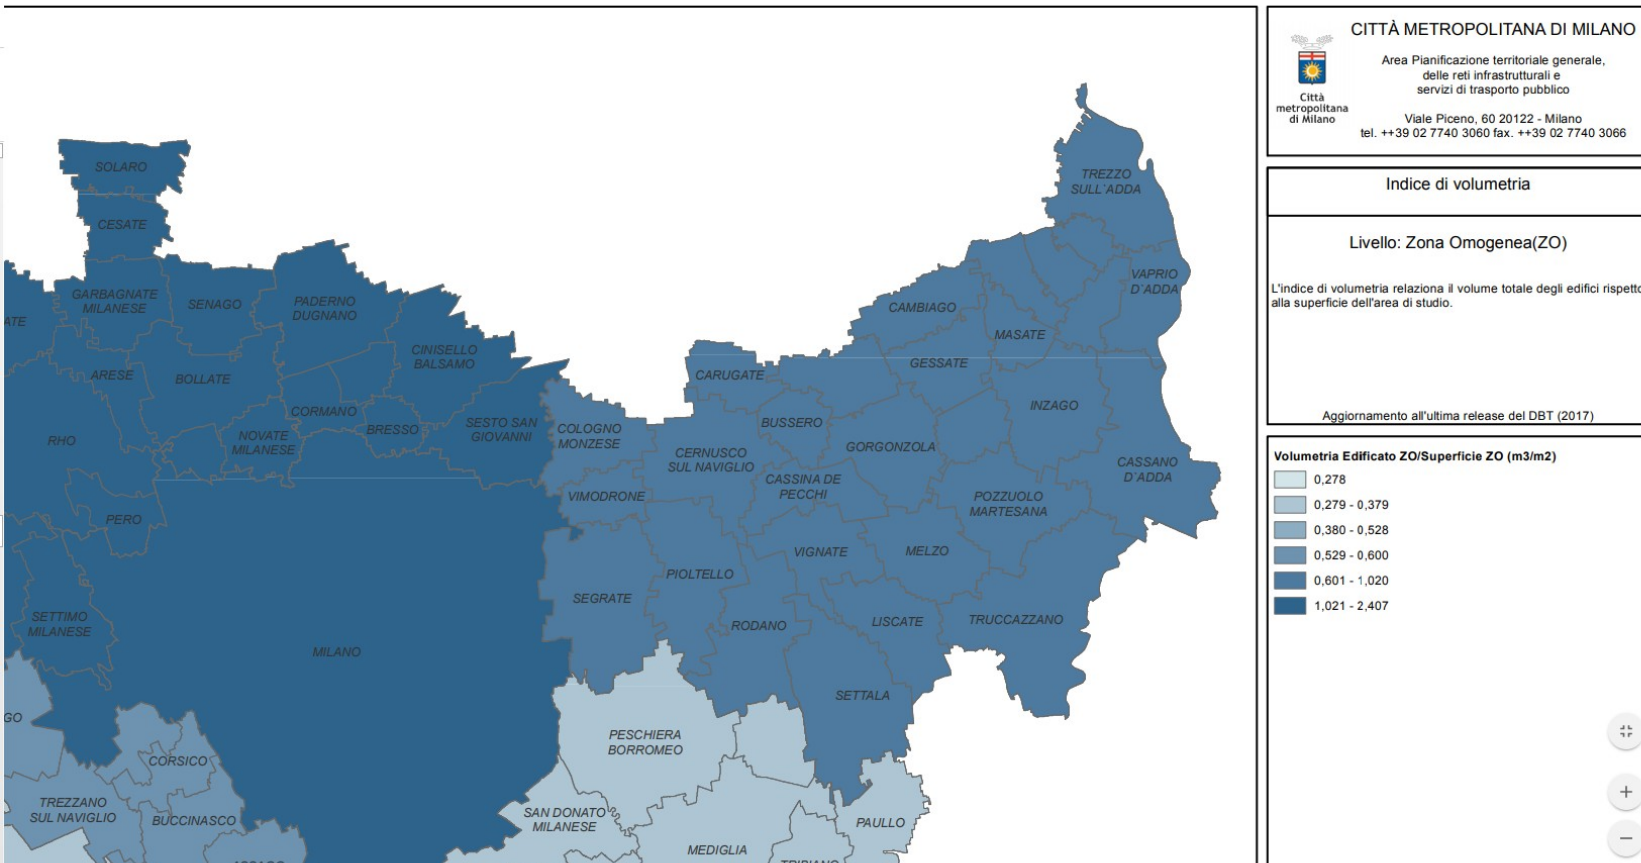 SOLARO
CESATE
GARBAGNATE
MILANESE
SENAGO
PADERNO
DUGNANO
ATE
CINISELLO
BALSAMO
ARESE
BOLLATE
CORMANO
BRESSO
SESTO SAN
GIOVANNI
RHO
NOVATE
MILANESE
PERO
SETTIMO
MILANESE
MILANO
GO
CORSICO
TREZZANO
SUL NAVIGLIO
BUCCINASCO
TREZZO
SULL`ADDA
VAPRIO
D`ADDA
CAMBIAGO
MASATE
GESSATE
CARUGATE
INZAGO
BUSSERO
COLOGNO
MONZESE
GORGONZOLA
CERNUSCO
SUL NAVIGLIO
CASSANO
D`ADDA
CASSINA DE
PECCHI
VIMODRONE
POZZUOLO
MARTESANA
VIGNATE
MELZO
PIOLTELLO
SEGRATE
RODANO
LISCATE
TRUCCAZZANO
SETTALA
PESCHIERA
BORROMEO
SAN DONATO
MILANESE
PAULLO
MEDIGLIA
CITTÀ METROPOLITANA DI MILANO
Area Pianificazione territoriale generale,
delle reti infrastrutturali e
servizi di trasporto pubblico
Città
metropolitana
di Milano
Viale Piceno, 60 20122 - Milano
tel. ++39 02 7740 3060 fax. ++39 02 7740 3066
Indice di volumetria
Livello: Zona Omogenea(ZO)
L'indice di volumetria relaziona il volume totale degli edifici rispetto
alla superficie dell'area di studio.
Aggiornamento all'ultima release del DBT (2017)
Volumetria Edificato ZO/Superficie ZO (m3/m2)
0,278
0,279 - 0,379
0,380 - 0,528
0,529 - 0,600
0,601 - 1,020
1,021 - 2,407